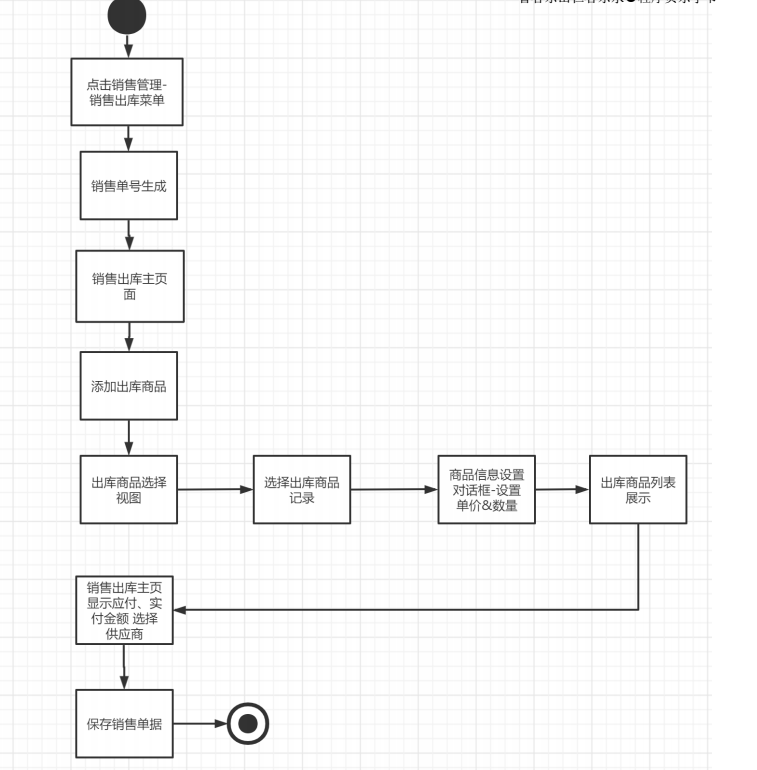 点击销售管理-
销售出库菜单
销售单号生成
销售出库主页
面
添加出库商品
出库商品选择
视图
选择出库商品
记录
商品信息设置
对话框-设置
单价&数量
出库商品列表
展示
销售出库主页
显示应付、实
付金额 选择
供应商
保存销售单据